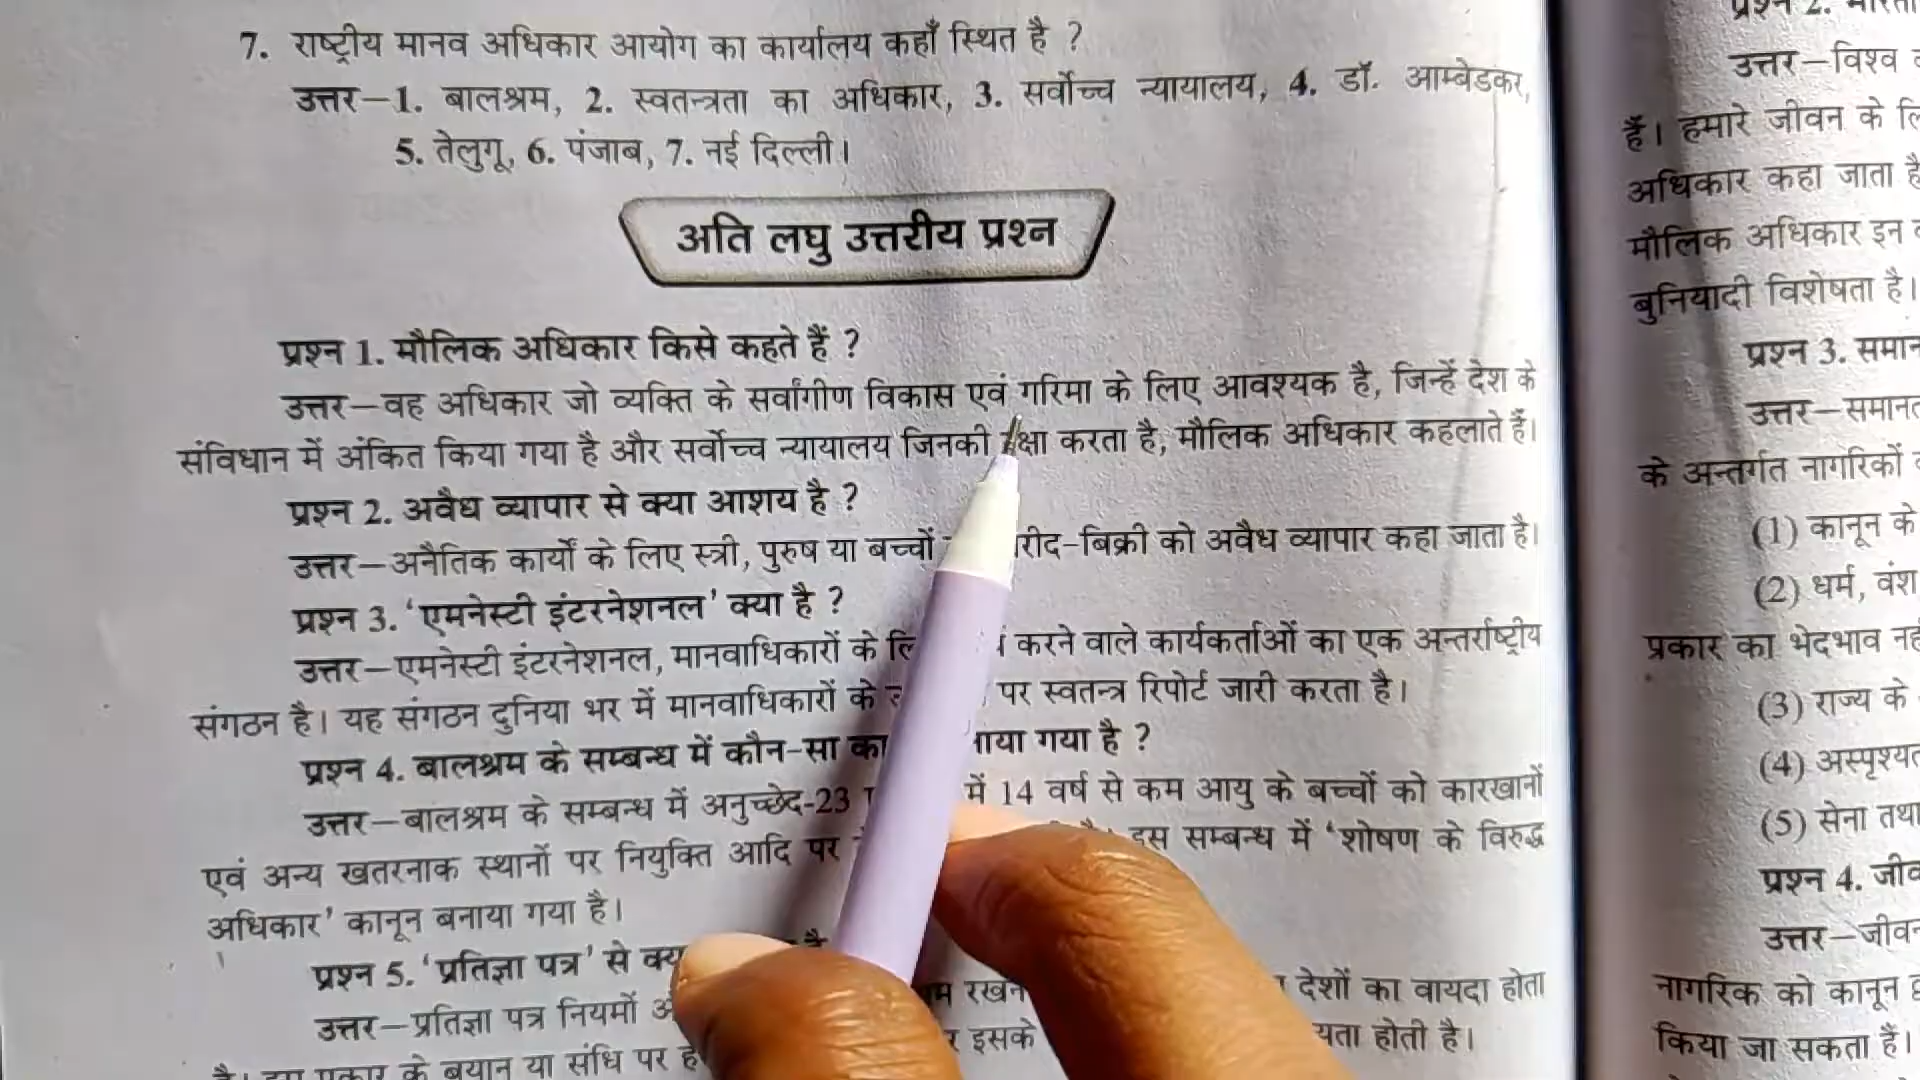 7. राष्ट्रीय मानव अधिकार आयोग का कार्यालय कहाँ स्थित है ?
उत्तर–1. बालश्रम, 2. स्वतन्त्रता का अधिकार, 3. सर्वोच्च न्यायालय, 4. डॉ. आम्बेडकर,
5. तेलुगू, 6. पंजाब, 7. नई दिल्ली।
अति लघु उत्तरीय प्रश्न
प्रश्न 1. मौलिक अधिकार किसे कहते हैं ?
उत्तर–वह अधिकार जो व्यक्ति के सर्वांगीण विकास एवं गरिमा के लिए आवश्यक है, जिन्हें देश के
संविधान में अंकित किया गया है और सर्वोच्च न्यायालय जिनकी रक्षा करता है, मौलिक अधिकार कहलाते हैं।
प्रश्न 2. अवैध व्यापार से क्या आशय है ?
उत्तर–अनैतिक कार्यों के लिए स्त्री, पुरुष या बच्चों रीद-बिक्री को अवैध व्यापार कहा जाता है।
प्रश्न 3. ‘एमनेस्टी इंटरनेशनल’ क्या है ?
उत्तर–एमनेस्टी इंटरनेशनल, मानवाधिकारों के करने वाले कार्यकर्ताओं का एक अन्तर्राष्ट्रीय
संगठन है। यह संगठन दुनिया भर में मानवाधिकारों के पर स्वतन्त्र रिपोर्ट जारी करता है।
प्रश्न 4. बालश्रम के सम्बन्ध में कौन-सा गया है ?
उत्तर–बालश्रम के सम्बन्ध में अनुच्छेद-23 में 14 वर्ष से कम आयु के बच्चों को कारखानों
एवं अन्य खतरनाक स्थानों पर नियुक्ति आदि पर इस सम्बन्ध में ‘शोषण के विरुद्ध
अधिकार’ कानून बनाया गया है।
प्रश्न 5. ‘प्रतिज्ञा पत्र’ से
उत्तर–प्रतिज्ञा पत्र नियमों रखने देशों का वायदा होता
के बयान या संधि पर इसके होती है।
उत्तर–विश्व
हैं। हमारे जीवन के
अधिकार कहा जाता है
मौलिक अधिकार इन
बुनियादी विशेषता है।
प्रश्न 3.
उत्तर–
के अन्तर्गत नागरिकों
(1) कानून के
(2) धर्म, वंश
प्रकार का भेदभाव
(3) राज्य के
(4)
(5) सेना तथा
प्रश्न 4.
उत्तर–
नागरिक को कानून
किया जा सकता है।